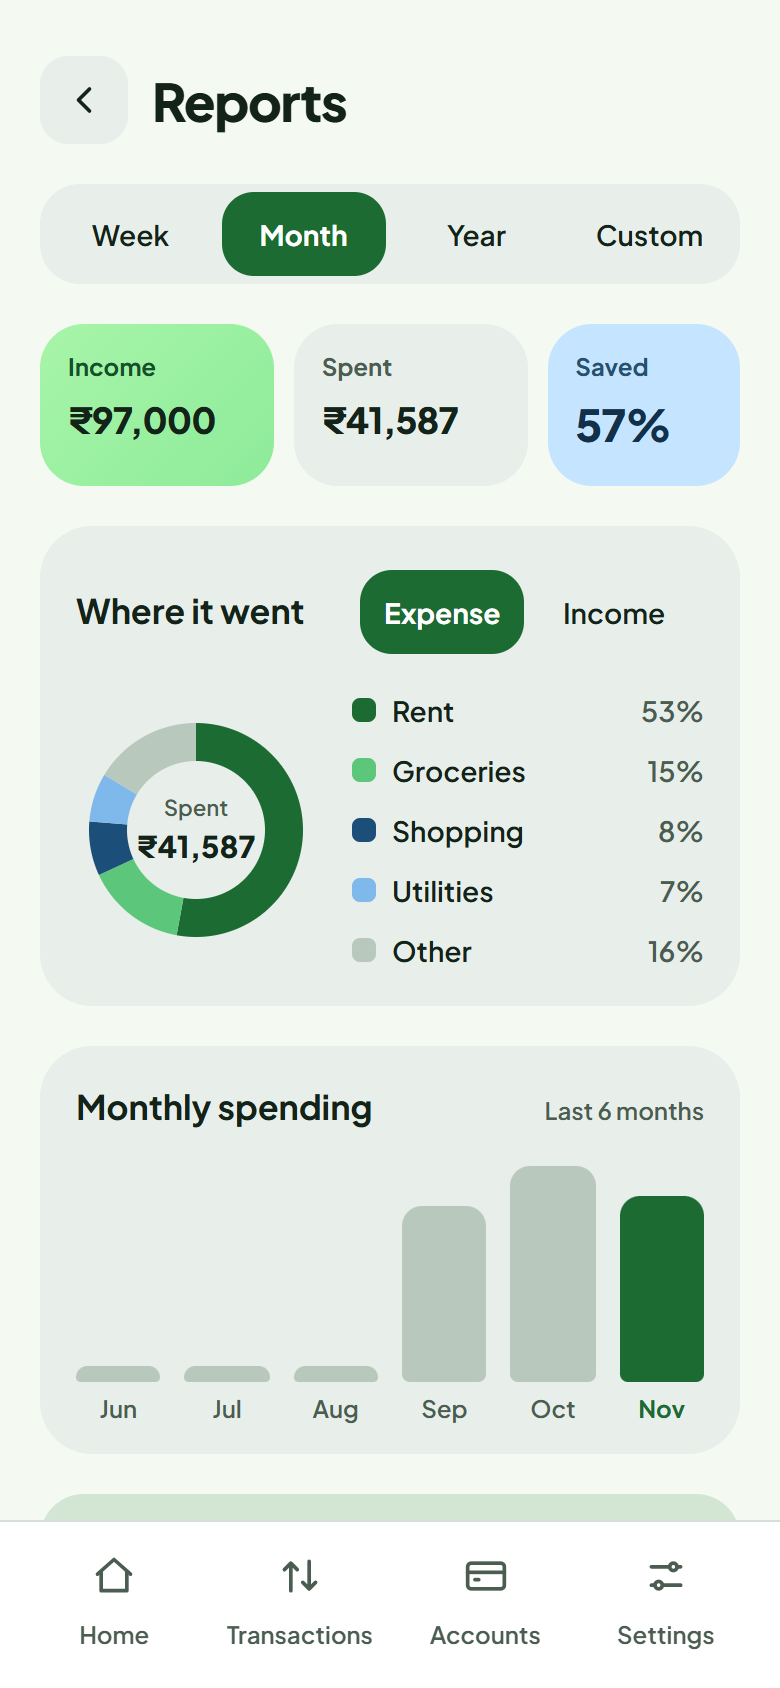 Reports
Week Month Year Custom
Income Spent Saved
₹97,000 ₹41,587 57%
Where it went Expense Income
Spent
₹41,587
Rent 53%
Groceries 15%
Shopping 8%
Utilities 7%
Other 16%
Monthly spending Last 6 months
Jun Jul Aug Sep Oct Nov
Home Transactions Accounts Settings